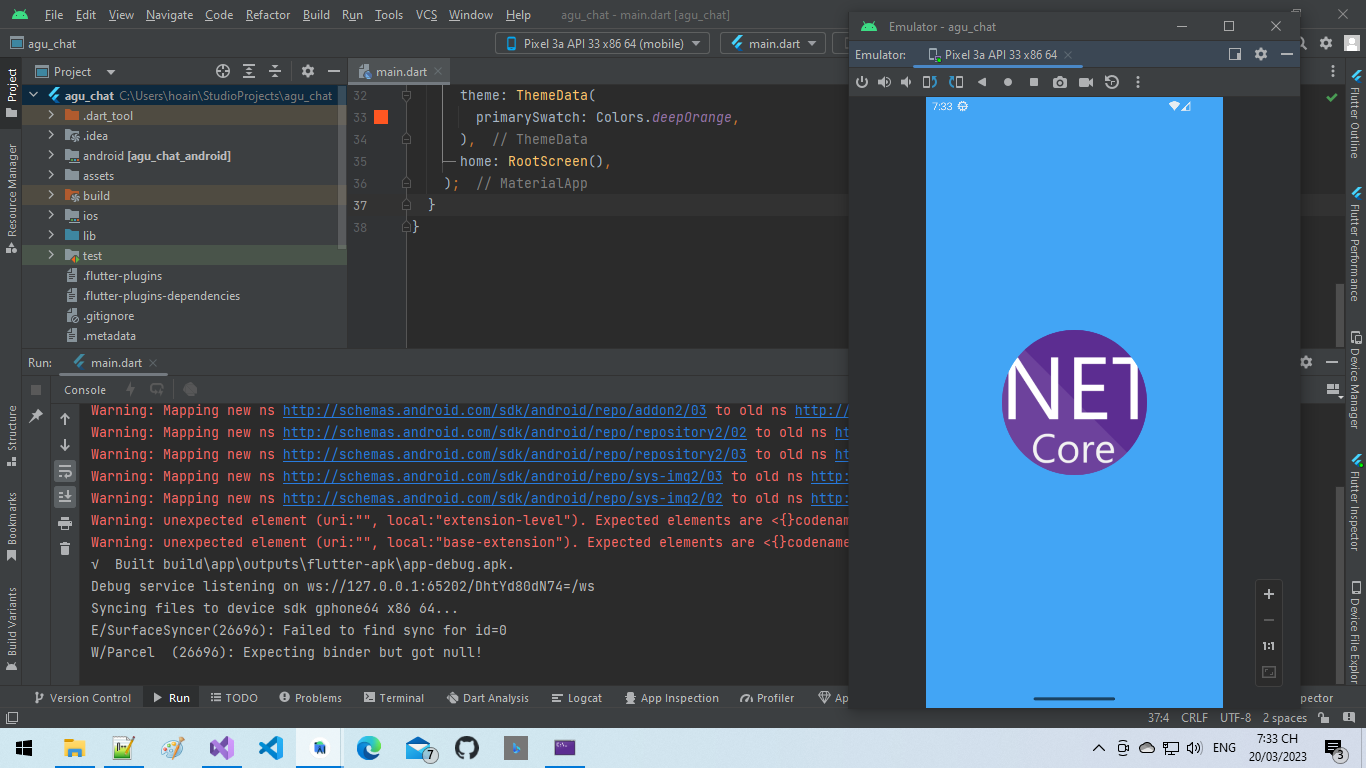 File Edit View Navigate Code Refactor Build Run Tools VCS Window Help agu_chat - main.dart [agu_chat]
agu_chat Pixel 3a API 33 x86 64 (mobile) main.dart
Project main.dart
agu_chat C:\Users\hoain\StudioProjects\agu_chat
.dart_tool
.idea
android [agu_chat_android]
assets
build
ios
lib
test
.flutter-plugins
.flutter-plugins-dependencies
.gitignore
.metadata
32 theme: ThemeData(
33 primarySwatch: Colors.deepOrange,
34 ), // ThemeData
35 home: RootScreen(),
36 ); // MaterialApp
37 }
38 }
Emulator - agu_chat
Emulator: Pixel 3a API 33 x86 64
7:33
NET
Core
1:1
Run: main.dart
Console
Warning: Mapping new ns http://schemas.android.com/sdk/android/repo/addon2/03 to old ns http://
Warning: Mapping new ns http://schemas.android.com/sdk/android/repo/repository2/02 to old ns ht
Warning: Mapping new ns http://schemas.android.com/sdk/android/repo/repository2/03 to old ns ht
Warning: Mapping new ns http://schemas.android.com/sdk/android/repo/sys-img2/03 to old ns http:
Warning: Mapping new ns http://schemas.android.com/sdk/android/repo/sys-img2/02 to old ns http:
Warning: unexpected element (uri:"", local:"extension-level"). Expected elements are <{}codenam
Warning: unexpected element (uri:"", local:"base-extension"). Expected elements are <{}codename
√ Built build\app\outputs\flutter-apk\app-debug.apk.
Debug service listening on ws://127.0.0.1:65202/DhtYd80dN74=/ws
Syncing files to device sdk gphone64 x86 64...
E/SurfaceSyncer(26696): Failed to find sync for id=0
W/Parcel (26696): Expecting binder but got null!
Project
Resource Manager
Structure
Bookmarks
Build Variants
Flutter Outline
Flutter Performance
Device Manager
Flutter Inspector
Device File Explor
Version Control Run TODO Problems Terminal Dart Analysis Logcat App Inspection Profiler Ap spector
37:4 CRLF UTF-8 2 spaces
7 ENG 7:33 CH
20/03/2023 3